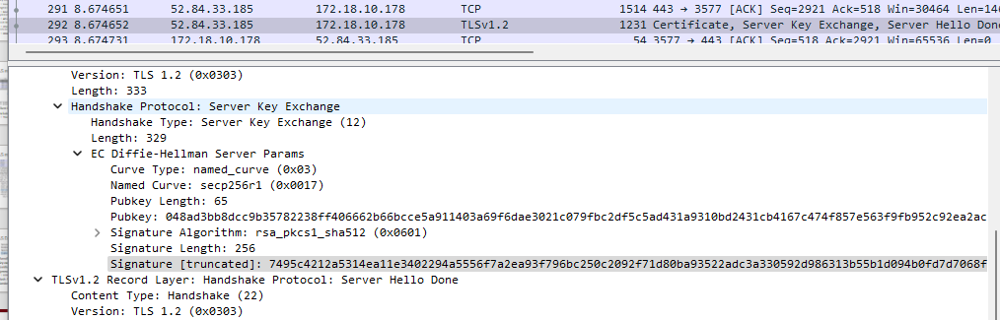 291 8.674651 52.84.33.185 172.18.10.178 TCP 1514 443 → 3577 [ACK] Seq=2921 Ack=518 Win=30464 Len=146
292 8.674652 52.84.33.185 172.18.10.178 TLSv1.2 1231 Certificate, Server Key Exchange, Server Hello Done
293 8.674731 172.18.10.178 52.84.33.185 TCP 54 3577 → 443 [ACK] Seq=518 Ack=2921 Win=65536 Len=0
Version: TLS 1.2 (0x0303)
Length: 333
Handshake Protocol: Server Key Exchange
Handshake Type: Server Key Exchange (12)
Length: 329
EC Diffie-Hellman Server Params
Curve Type: named_curve (0x03)
Named Curve: secp256r1 (0x0017)
Pubkey Length: 65
Pubkey: 048ad3bb8dcc9b35782238ff406662b66bcce5a911403a69f6dae3021c079fbc2df5c5ad431a9310bd2431cb4167c474f857e563f9fb952c92ea2ac
Signature Algorithm: rsa_pkcs1_sha512 (0x0601)
Signature Length: 256
Signature [truncated]: 7495c4212a5314ea11e3402294a5556f7a2ea93f796bc250c2092f71d80ba93522adc3a330592d986313b55b1d094b0fd7d7068f
TLSv1.2 Record Layer: Handshake Protocol: Server Hello Done
Content Type: Handshake (22)
Version: TLS 1.2 (0x0303)